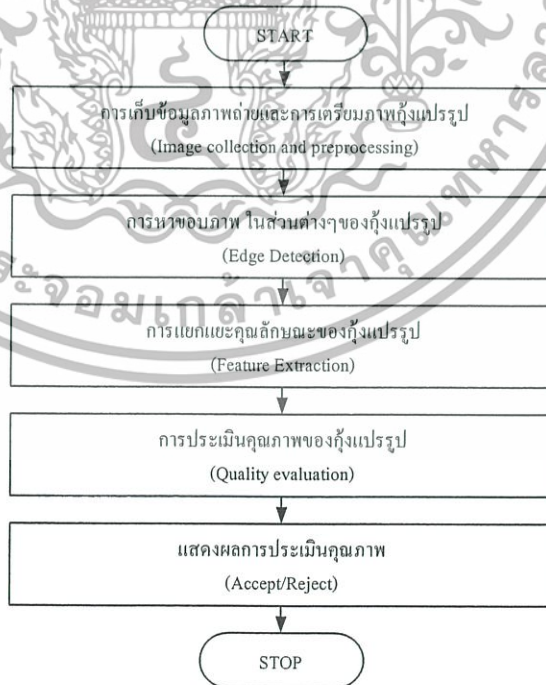 START
การเก็บข้อมูลภาพถ่ายและการเตรียมภาพกุ้งแปรรูป
(Image collection and preprocessing)
การหาขอบภาพ ในส่วนต่างๆของกุ้งแปรรูป
(Edge Detection)
การแยกแยะคุณลักษณะของกุ้งแปรรูป
(Feature Extraction)
การประเมินคุณภาพของกุ้งแปรรูป
(Quality evaluation)
แสดงผลการประเมินคุณภาพ
(Accept/Reject)
STOP